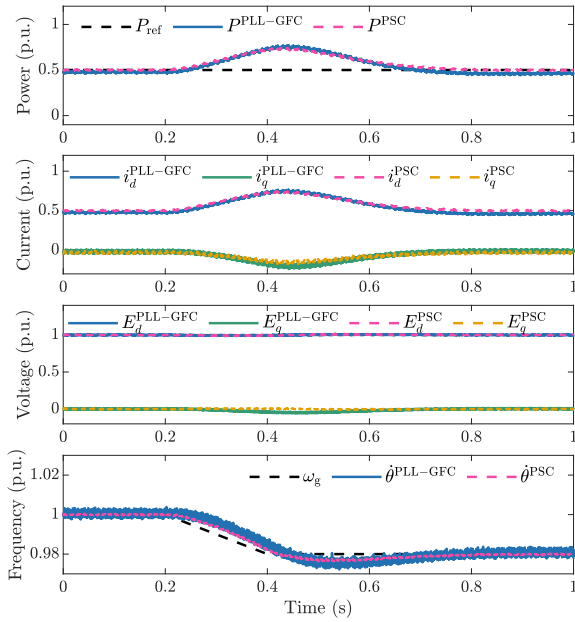 P_ref P^PLL−GFC P^PSC
Power (p.u.)
1
0.5
0
0 0.2 0.4 0.6 0.8 1
i_d^PLL−GFC i_q^PLL−GFC i_d^PSC i_q^PSC
Current (p.u.)
1
0.5
0
0 0.2 0.4 0.6 0.8 1
E_d^PLL−GFC E_q^PLL−GFC E_d^PSC E_q^PSC
Voltage (p.u.)
1
0.5
0
0 0.2 0.4 0.6 0.8 1
ω_g θ̇^PLL−GFC θ̇^PSC
Frequency (p.u.)
1.02
1
0.98
0 0.2 0.4 0.6 0.8 1
Time (s)